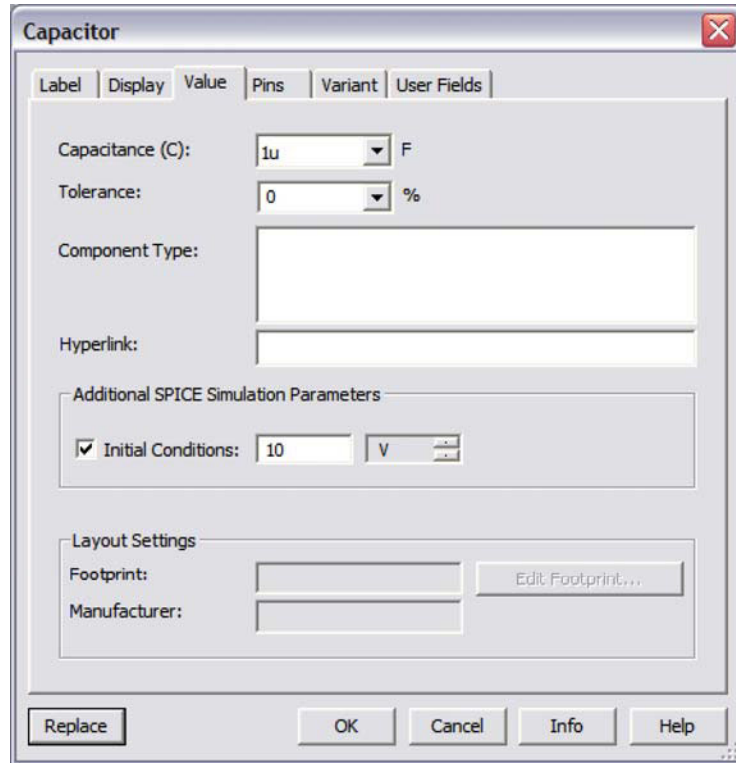 Capacitor
Label Display Value Pins Variant User Fields
Capacitance (C): 1u F
Tolerance: 0 %
Component Type:
Hyperlink:
Additional SPICE Simulation Parameters
Initial Conditions: 10 V
Layout Settings
Footprint: Edit Footprint...
Manufacturer:
Replace OK Cancel Info Help